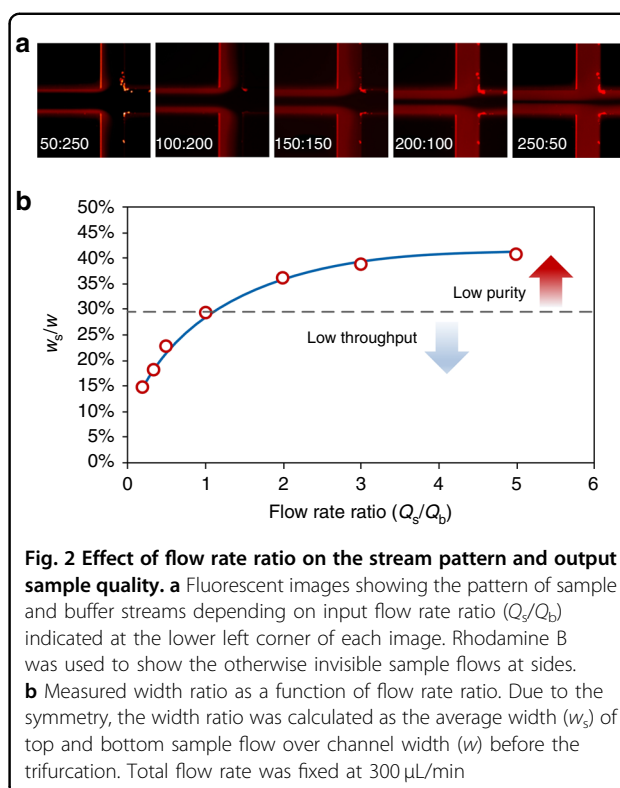 a
50:250
100:200
150:150
200:100
250:50
b
50%
45%
40%
35%
30%
25%
20%
15%
10%
5%
0%
wₛ/w
Low purity
Low throughput
0
1
2
3
4
5
6
Flow rate ratio (Qₛ/Q_b)
Fig. 2 Effect of flow rate ratio on the stream pattern and output
sample quality. a Fluorescent images showing the pattern of sample
and buffer streams depending on input flow rate ratio (Qₛ/Q_b)
indicated at the lower left corner of each image. Rhodamine B
was used to show the otherwise invisible sample flows at sides.
b Measured width ratio as a function of flow rate ratio. Due to the
symmetry, the width ratio was calculated as the average width (wₛ) of
top and bottom sample flow over channel width (w) before the
trifurcation. Total flow rate was fixed at 300 µL/min